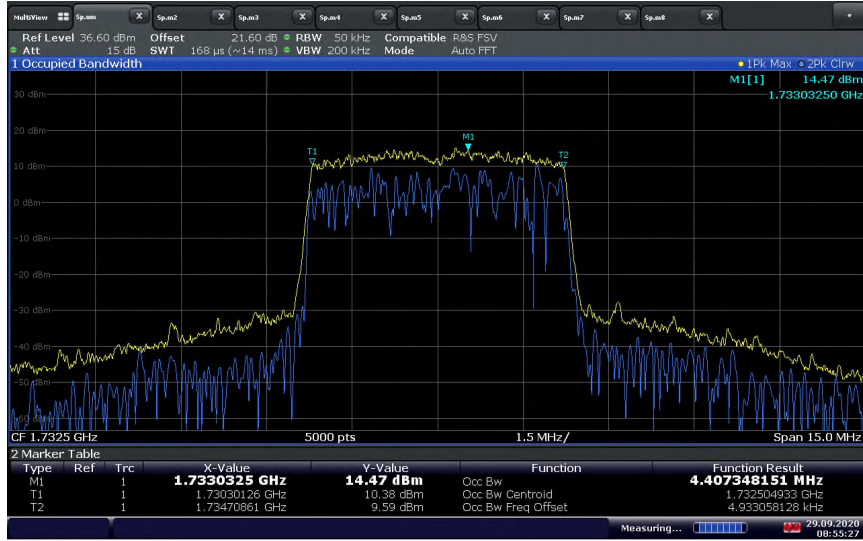 MultiView Sp.um X Sp.m2 X Sp.m3 X Sp.m4 X Sp.m5 X Sp.m6 X Sp.m7 X Sp.m8 X
Ref Level 36.60 dBm Offset 21.60 dB RBW 50 kHz Compatible R&S FSV
Att 15 dB SWT 168 µs (~14 ms) VBW 200 kHz Mode Auto FFT
1 Occupied Bandwidth 1Pk Max 2Pk Clrw
M1[1] 14.47 dBm
1.73303250 GHz
30 dBm
20 dBm
M1
T1
T2
10 dBm
0 dBm
-10 dBm
-20 dBm
-30 dBm
-40 dBm
-50 dBm
-60 dBm
CF 1.7325 GHz 5000 pts 1.5 MHz/ Span 15.0 MHz
2 Marker Table
Type Ref Trc X-Value Y-Value Function Function Result
M1 1 1.7330325 GHz 14.47 dBm Occ Bw 4.407348151 MHz
T1 1 1.73030126 GHz 10.38 dBm Occ Bw Centroid 1.732504933 GHz
T2 1 1.73470861 GHz 9.59 dBm Occ Bw Freq Offset 4.933058128 kHz
Measuring... 29.09.2020
08:55:27